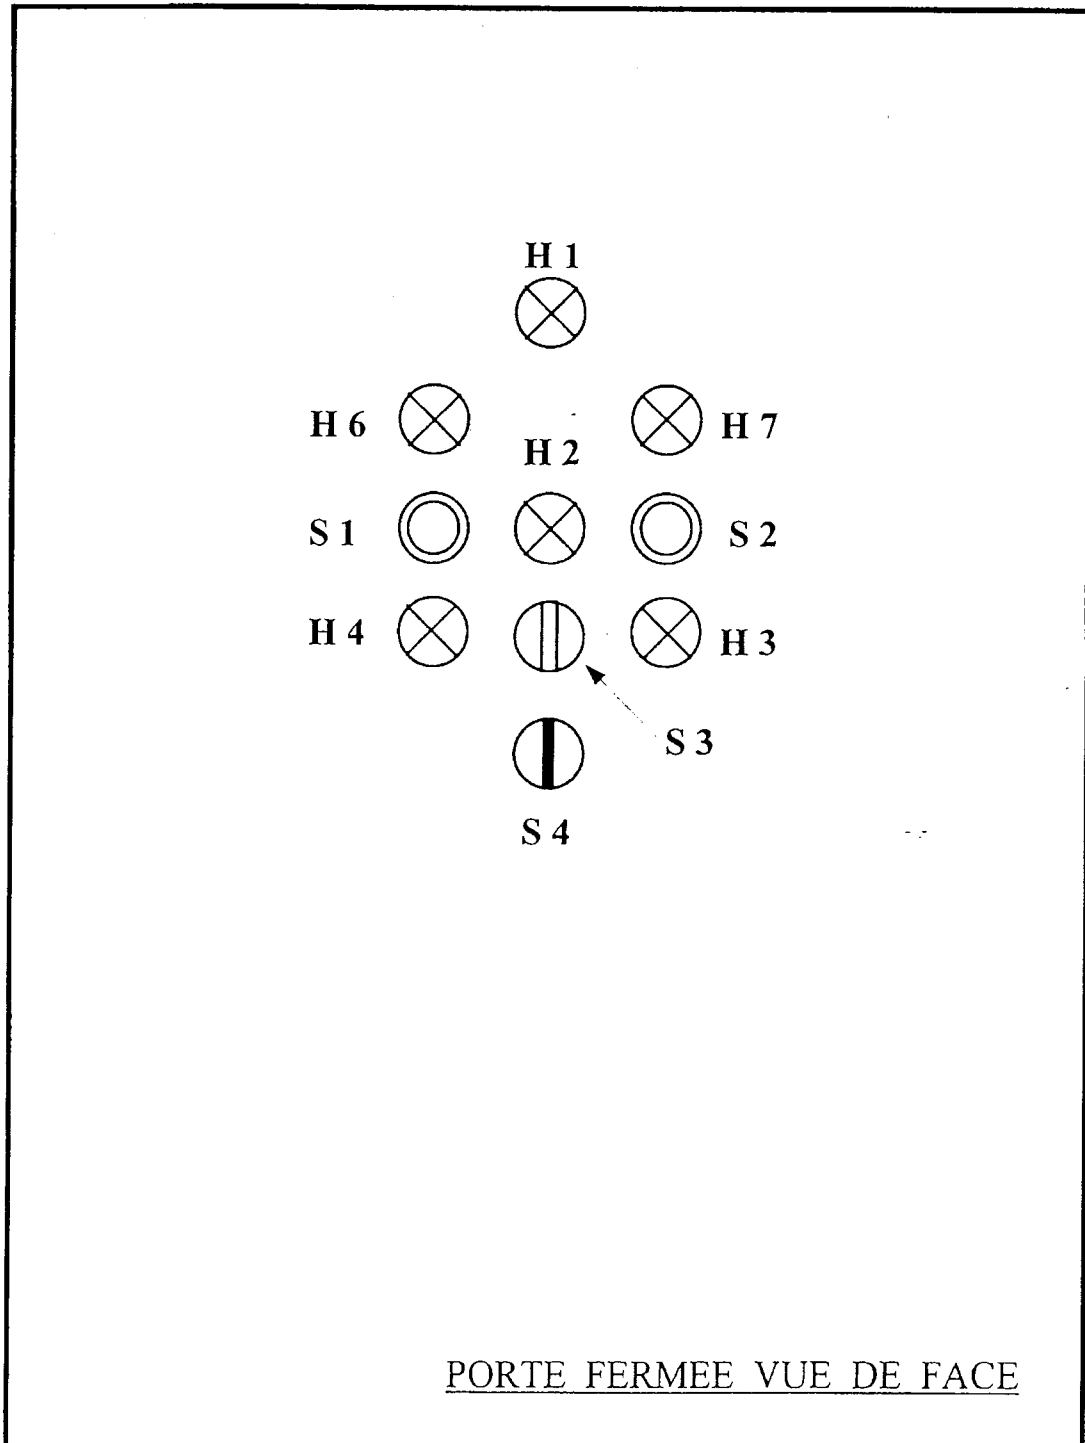 H 1
H 6
H 7
H 2
S 1
S 2
H 4
H 3
S 3
S 4
PORTE FERMEE VUE DE FACE